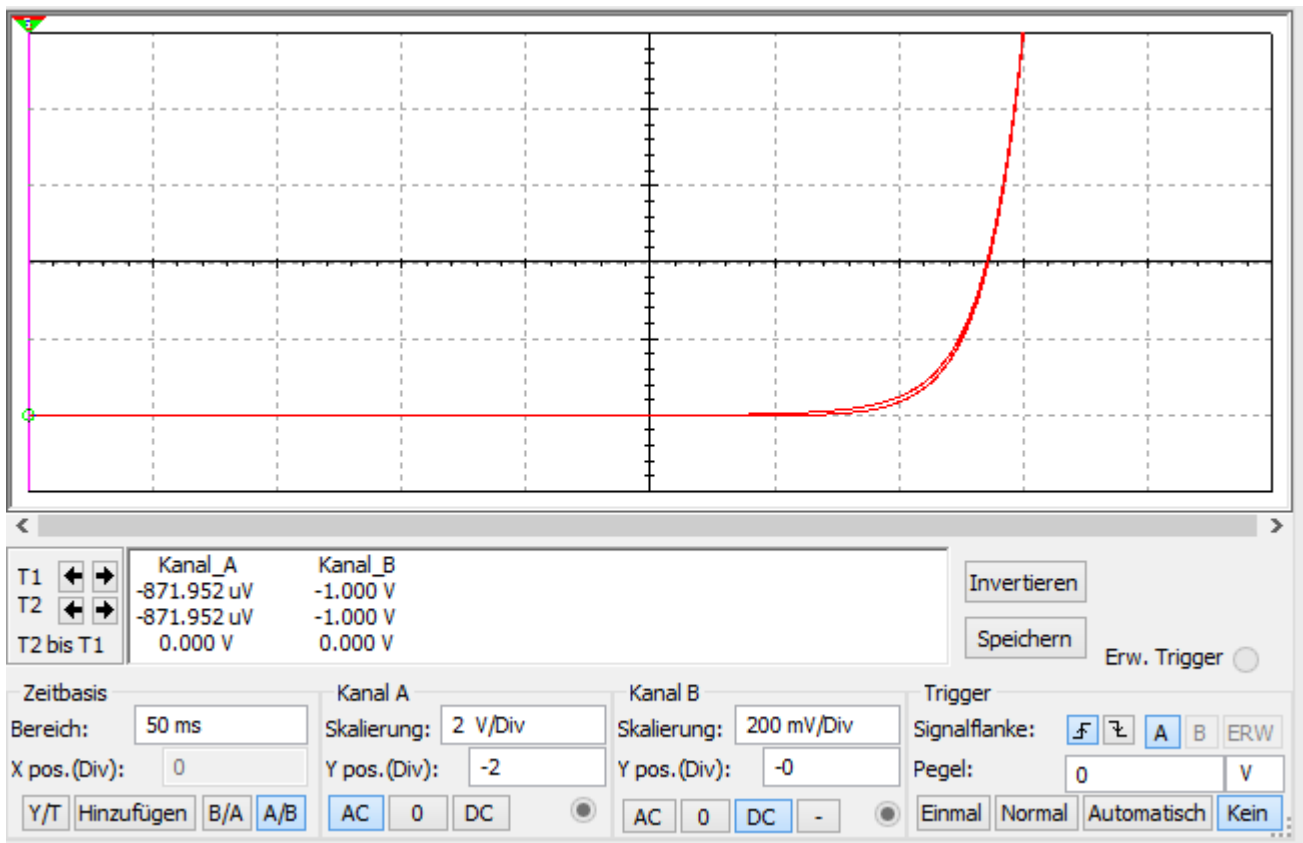 T1
T2
T2 bis T1
Kanal_A Kanal_B
-871.952 uV -1.000 V
-871.952 uV -1.000 V
0.000 V 0.000 V
Invertieren
Speichern
Erw. Trigger
Zeitbasis
Bereich: 50 ms
X pos.(Div): 0
Y/T Hinzufügen B/A A/B
Kanal A
Skalierung: 2 V/Div
Y pos.(Div): -2
AC 0 DC
Kanal B
Skalierung: 200 mV/Div
Y pos.(Div): -0
AC 0 DC -
Trigger
Signalflanke: A B ERW
Pegel: 0 V
Einmal Normal Automatisch Kein